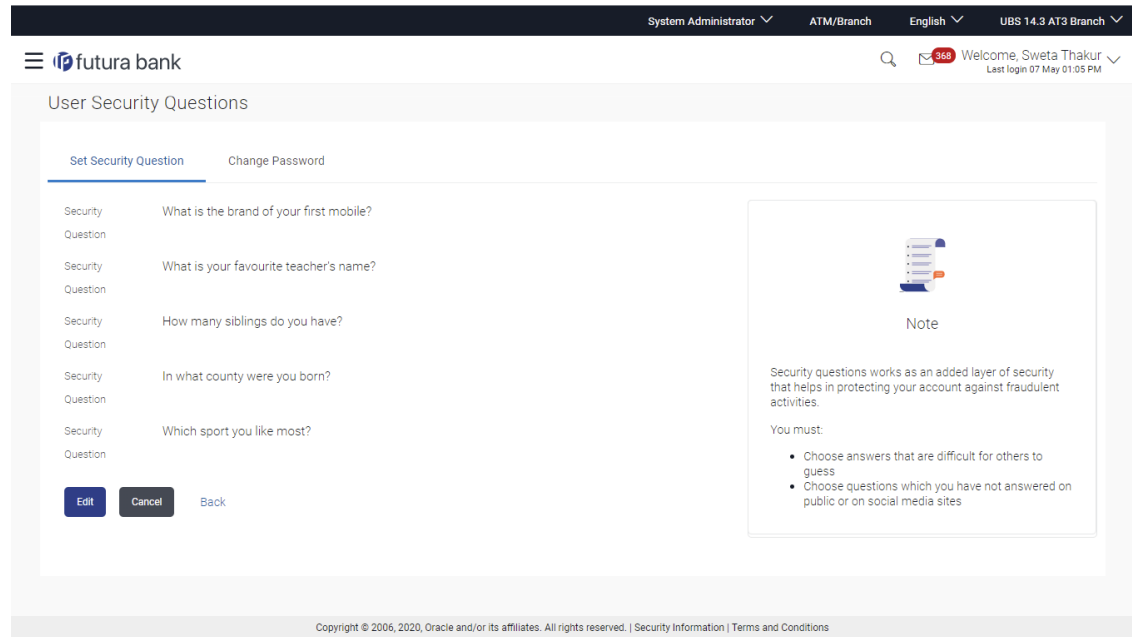 System Administrator ATM/Branch English UBS 14.3 AT3 Branch
futura bank 368 Welcome, Sweta Thakur
Last login 07 May 01:05 PM
User Security Questions
Set Security Question Change Password
Security Question What is the brand of your first mobile?
Security Question What is your favourite teacher's name?
Security Question How many siblings do you have?
Security Question In what county were you born?
Security Question Which sport you like most?
Edit Cancel Back
Note
Security questions works as an added layer of security
that helps in protecting your account against fraudulent
activities.
You must:
• Choose answers that are difficult for others to
guess
• Choose questions which you have not answered on
public or on social media sites
Copyright © 2006, 2020, Oracle and/or its affiliates. All rights reserved. | Security Information | Terms and Conditions